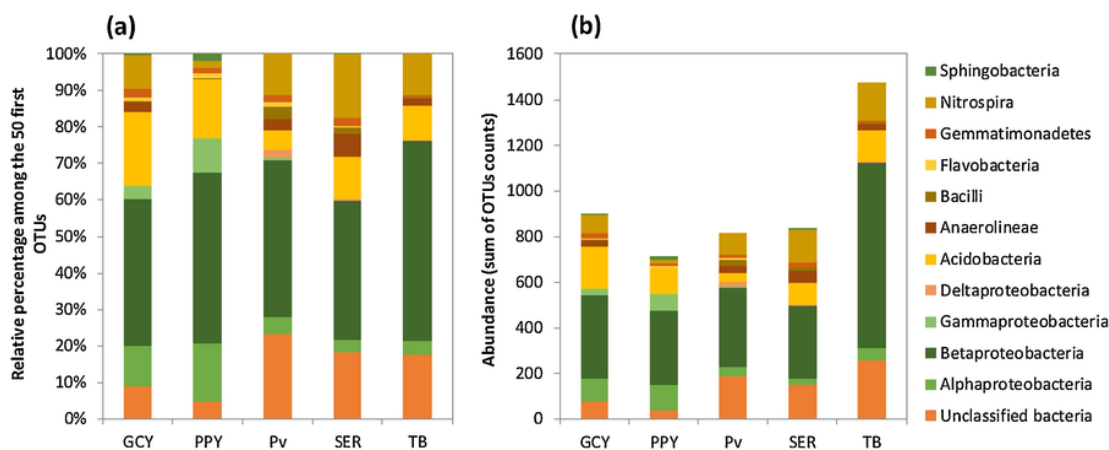 (a)
Relative percentage among the 50 first
OTUs
100%
90%
80%
70%
60%
50%
40%
30%
20%
10%
0%
GCY PPY Pv SER TB
(b)
Abundance (sum of OTUs counts)
1600
1400
1200
1000
800
600
400
200
0
GCY PPY Pv SER TB
Sphingobacteria
Nitrospira
Gemmatimonadetes
Flavobacteria
Bacilli
Anaerolineae
Acidobacteria
Deltaproteobacteria
Gammaproteobacteria
Betaproteobacteria
Alphaproteobacteria
Unclassified bacteria